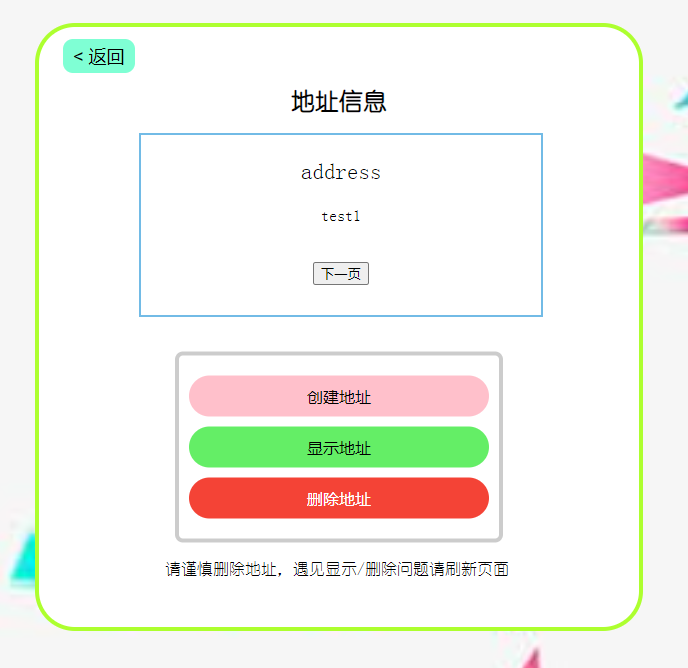 < 返回
地址信息
address
test1
下一页
创建地址
显示地址
删除地址
请谨慎删除地址，遇见显示/删除问题请刷新页面